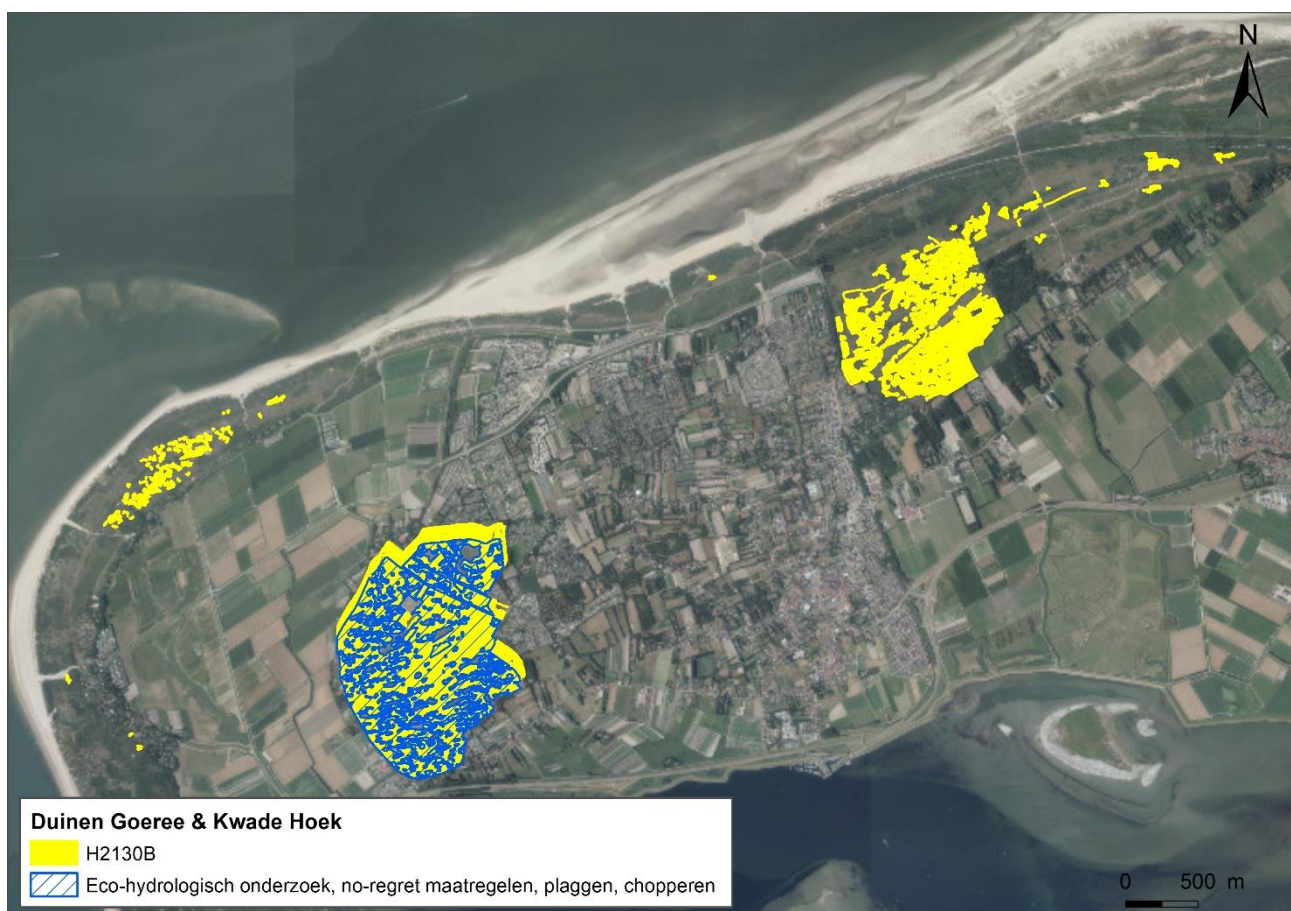 N
Duinen Goeree & Kwade Hoek
H2130B
Eco-hydrologisch onderzoek, no-regret maatregelen, plaggen, chopperen
0 500 m